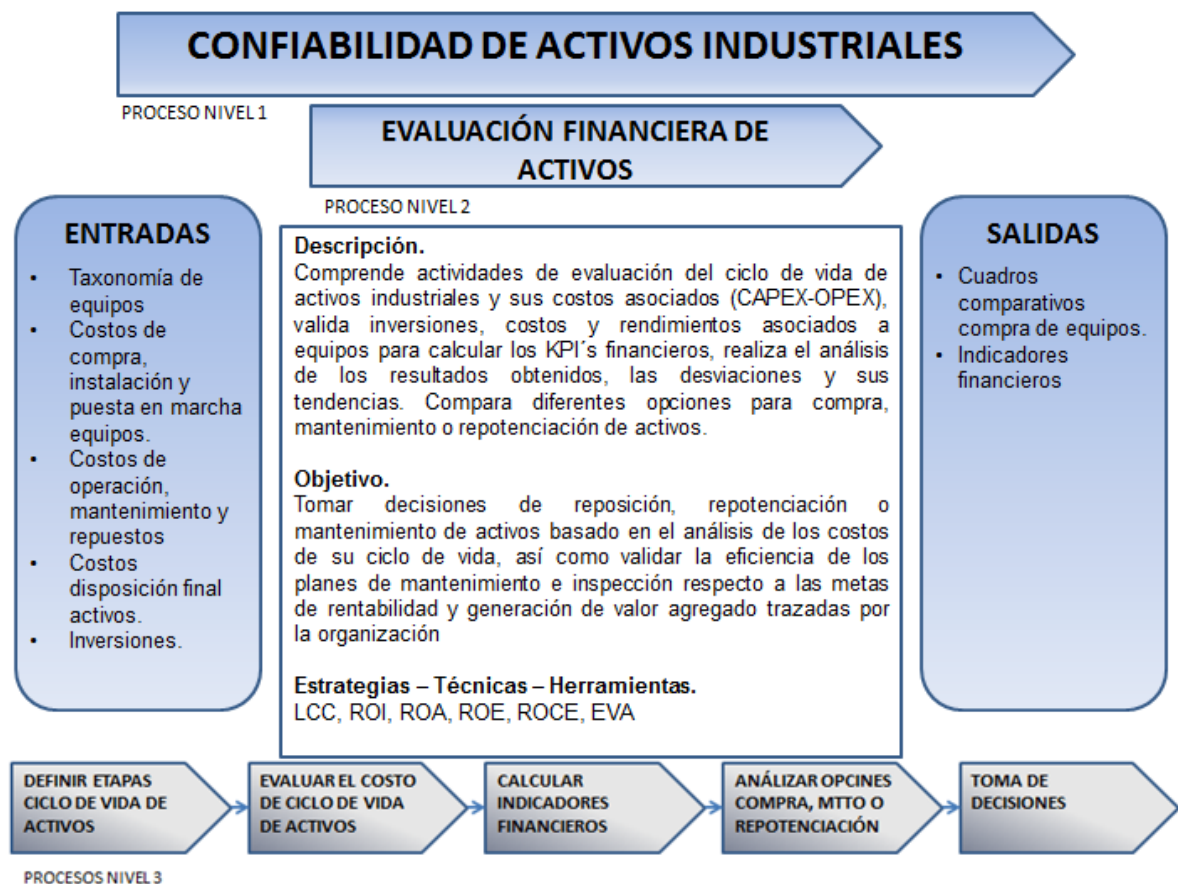 CONFIABILIDAD DE ACTIVOS INDUSTRIALES
PROCESO NIVEL 1
EVALUACIÓN FINANCIERA DE
ACTIVOS
PROCESO NIVEL 2
ENTRADAS
• Taxonomía de
equipos
• Costos de
compra,
instalación y
puesta en marcha
equipos.
• Costos de
operación,
mantenimiento y
repuestos
• Costos
disposición final
activos.
• Inversiones.
Descripción.
Comprende actividades de evaluación del ciclo de vida de
activos industriales y sus costos asociados (CAPEX-OPEX),
valida inversiones, costos y rendimientos asociados a
equipos para calcular los KPI´s financieros, realiza el análisis
de los resultados obtenidos, las desviaciones y sus
tendencias. Compara diferentes opciones para compra,
mantenimiento o repotenciación de activos.
Objetivo.
Tomar decisiones de reposición, repotenciación o
mantenimiento de activos basado en el análisis de los costos
de su ciclo de vida, así como validar la eficiencia de los
planes de mantenimiento e inspección respecto a las metas
de rentabilidad y generación de valor agregado trazadas por
la organización
Estrategias – Técnicas – Herramientas.
LCC, ROI, ROA, ROE, ROCE, EVA
SALIDAS
• Cuadros
comparativos
compra de equipos.
• Indicadores
financieros
DEFINIR ETAPAS
CICLO DE VIDA DE
ACTIVOS
EVALUAR EL COSTO
DE CICLO DE VIDA
DE ACTIVOS
CALCULAR
INDICADORES
FINANCIEROS
ANÁLIZAR OPCINES
COMPRA, MTTO O
REPOTENCIACIÓN
TOMA DE
DECISIONES
PROCESOS NIVEL 3